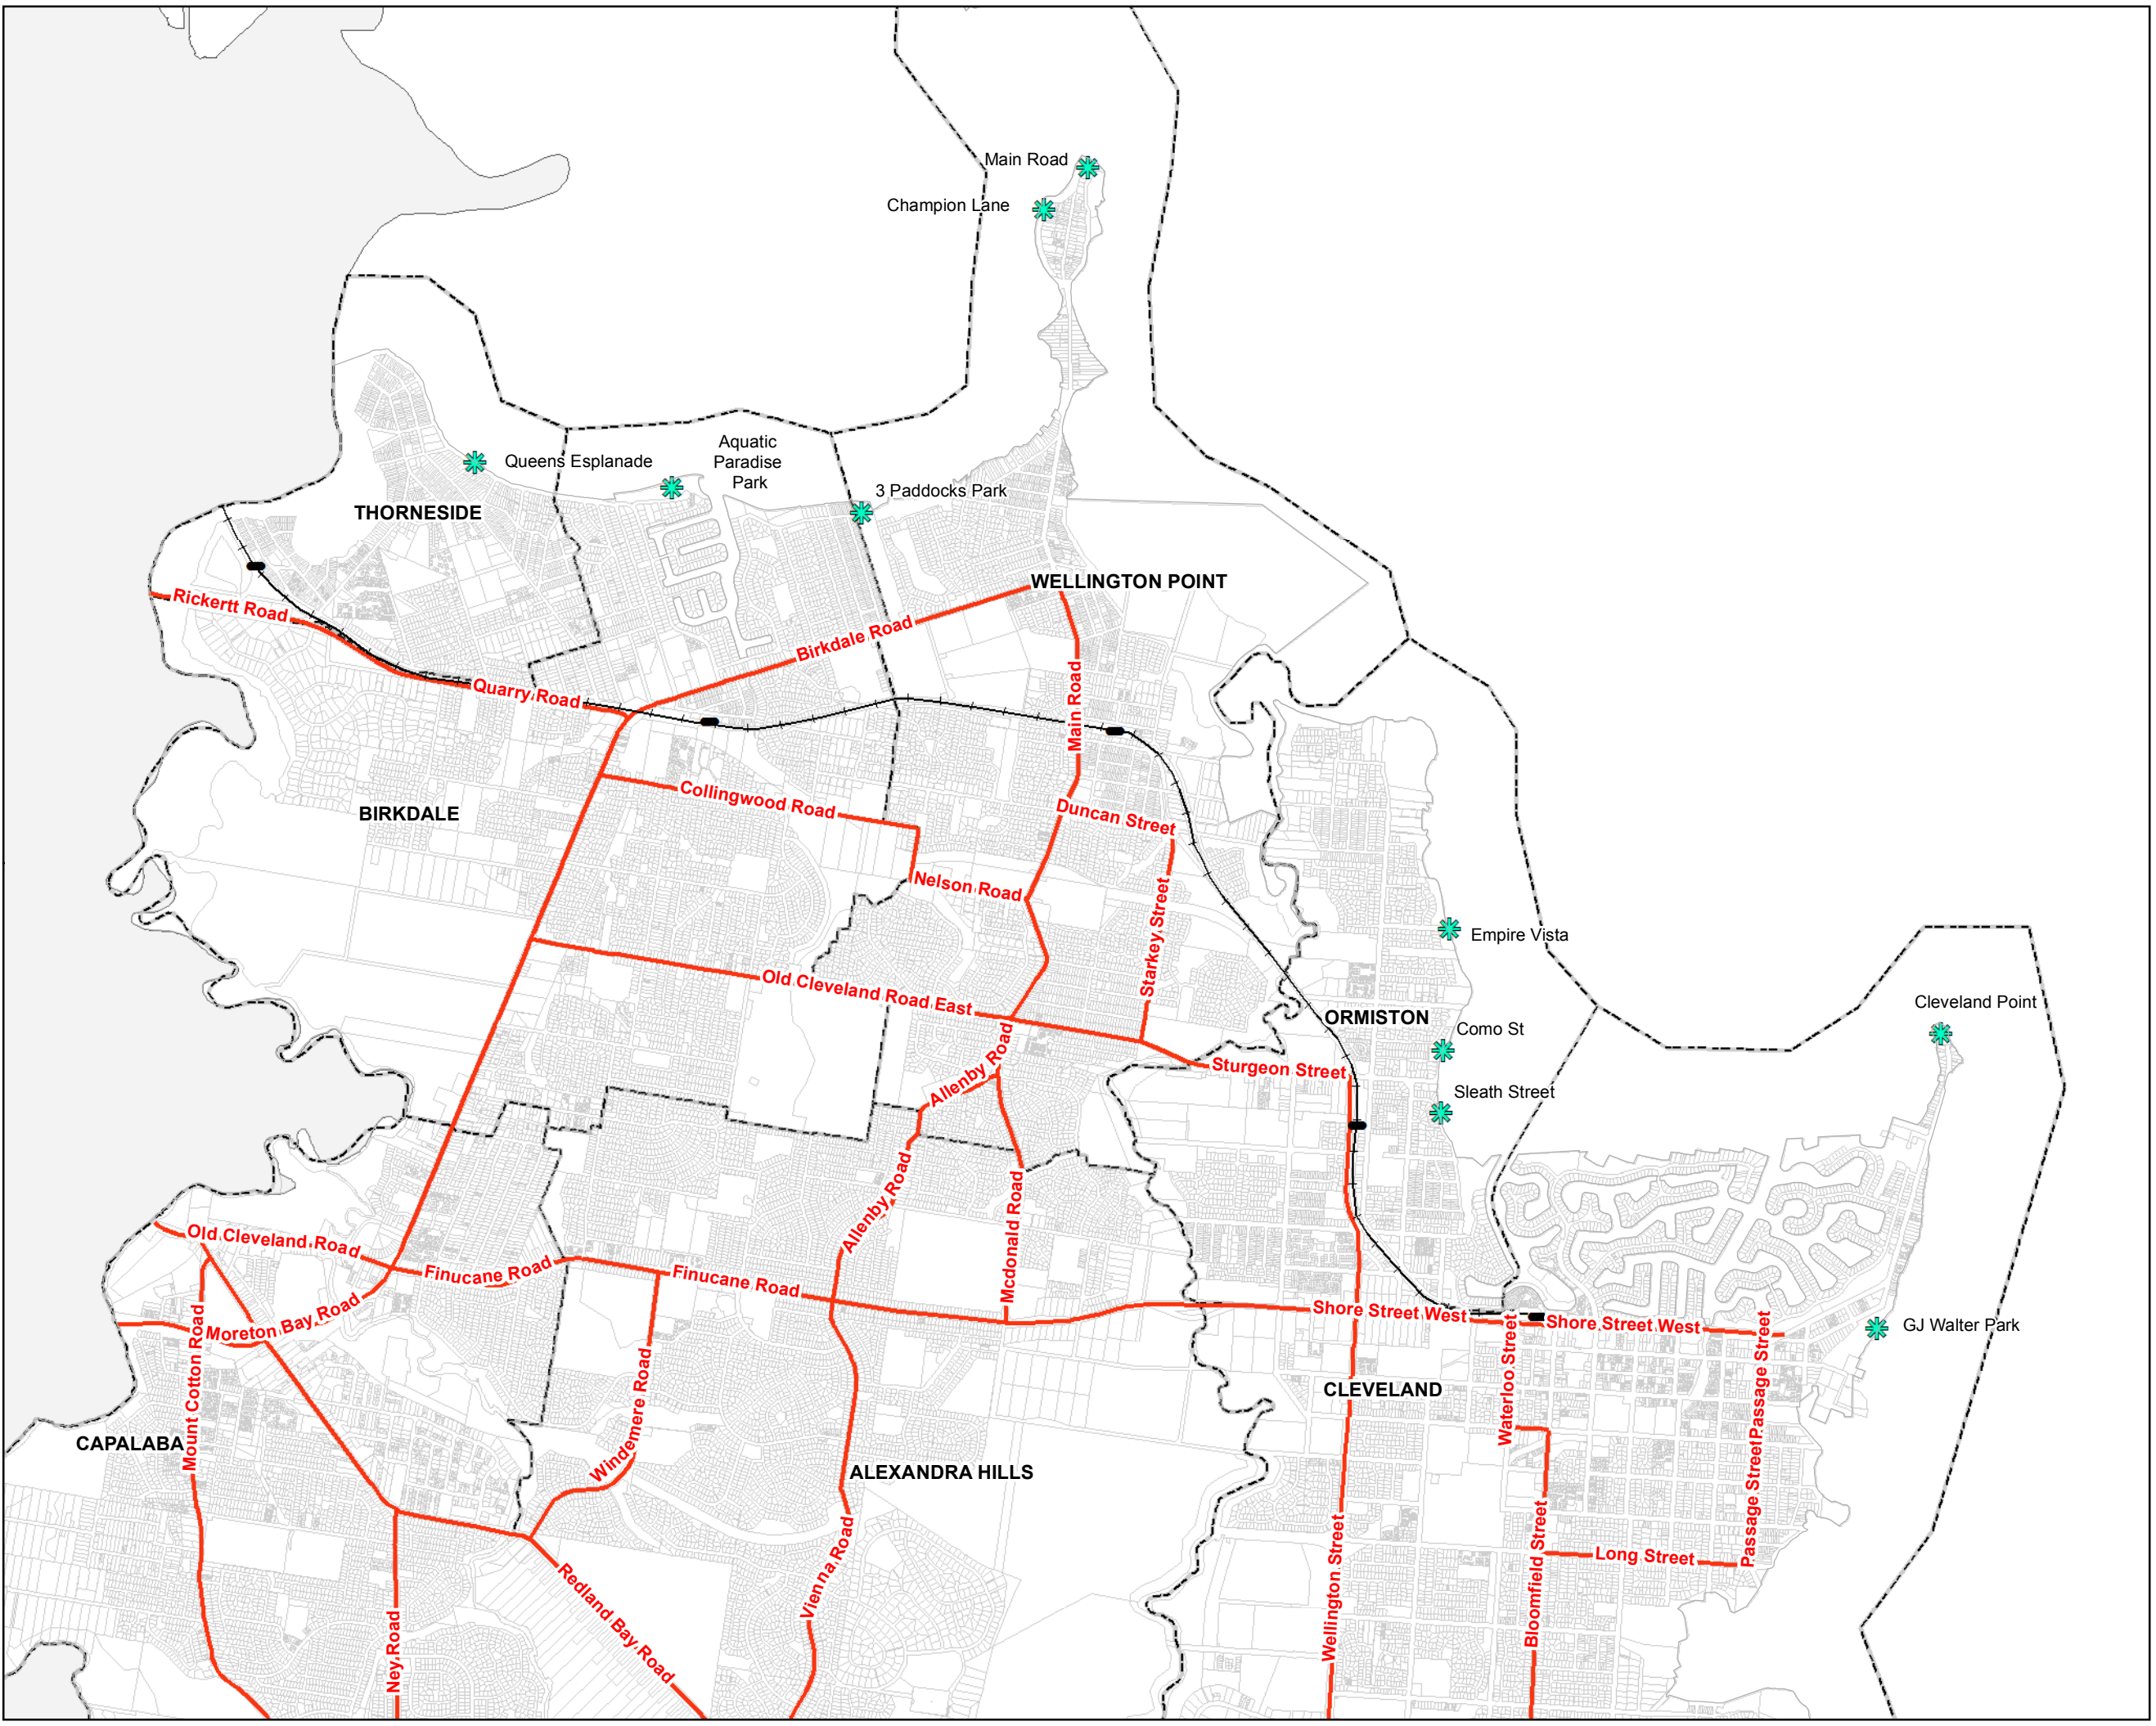 Main Road
Champion Lane
Aquatic
Paradise
Park
Queens Esplanade
3 Paddocks Park
THORNESIDE
WELLINGTON POINT
Rickertt Road
Birkdale Road
Quarry Road
Main Road
Collingwood Road
Duncan Street
BIRKDALE
Nelson Road
Starkey Street
Empire Vista
Old Cleveland Road East
Cleveland Point
ORMISTON
Como St
Allenby Road
Sturgeon Street
Sleath Street
Allenby Road
Mcdonald Road
Old Cleveland Road
Finucane Road
Finucane Road
Moreton Bay Road
Mount Cotton Road
Shore Street West
Shore Street West
GJ Walter Park
Waterloo Street
Passage Street
Passage Street
Windemere Road
CLEVELAND
CAPALABA
ALEXANDRA HILLS
Vienna Road
Wellington Street
Bloomfield Street
Long Street
Redland Bay Road
Ney Road